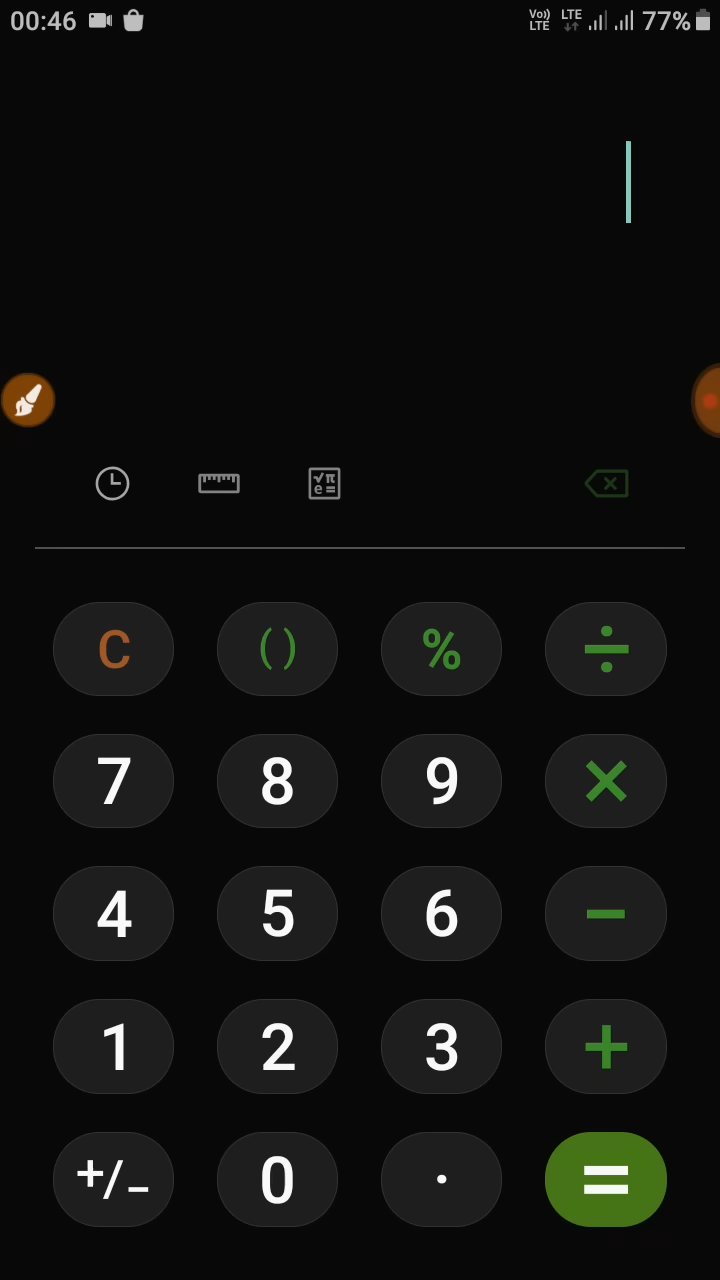 00:46 Vo)) LTE LTE 77%
√π e=
C ( ) % ÷
7 8 9 ×
4 5 6 −
1 2 3 +
+/− 0 . =